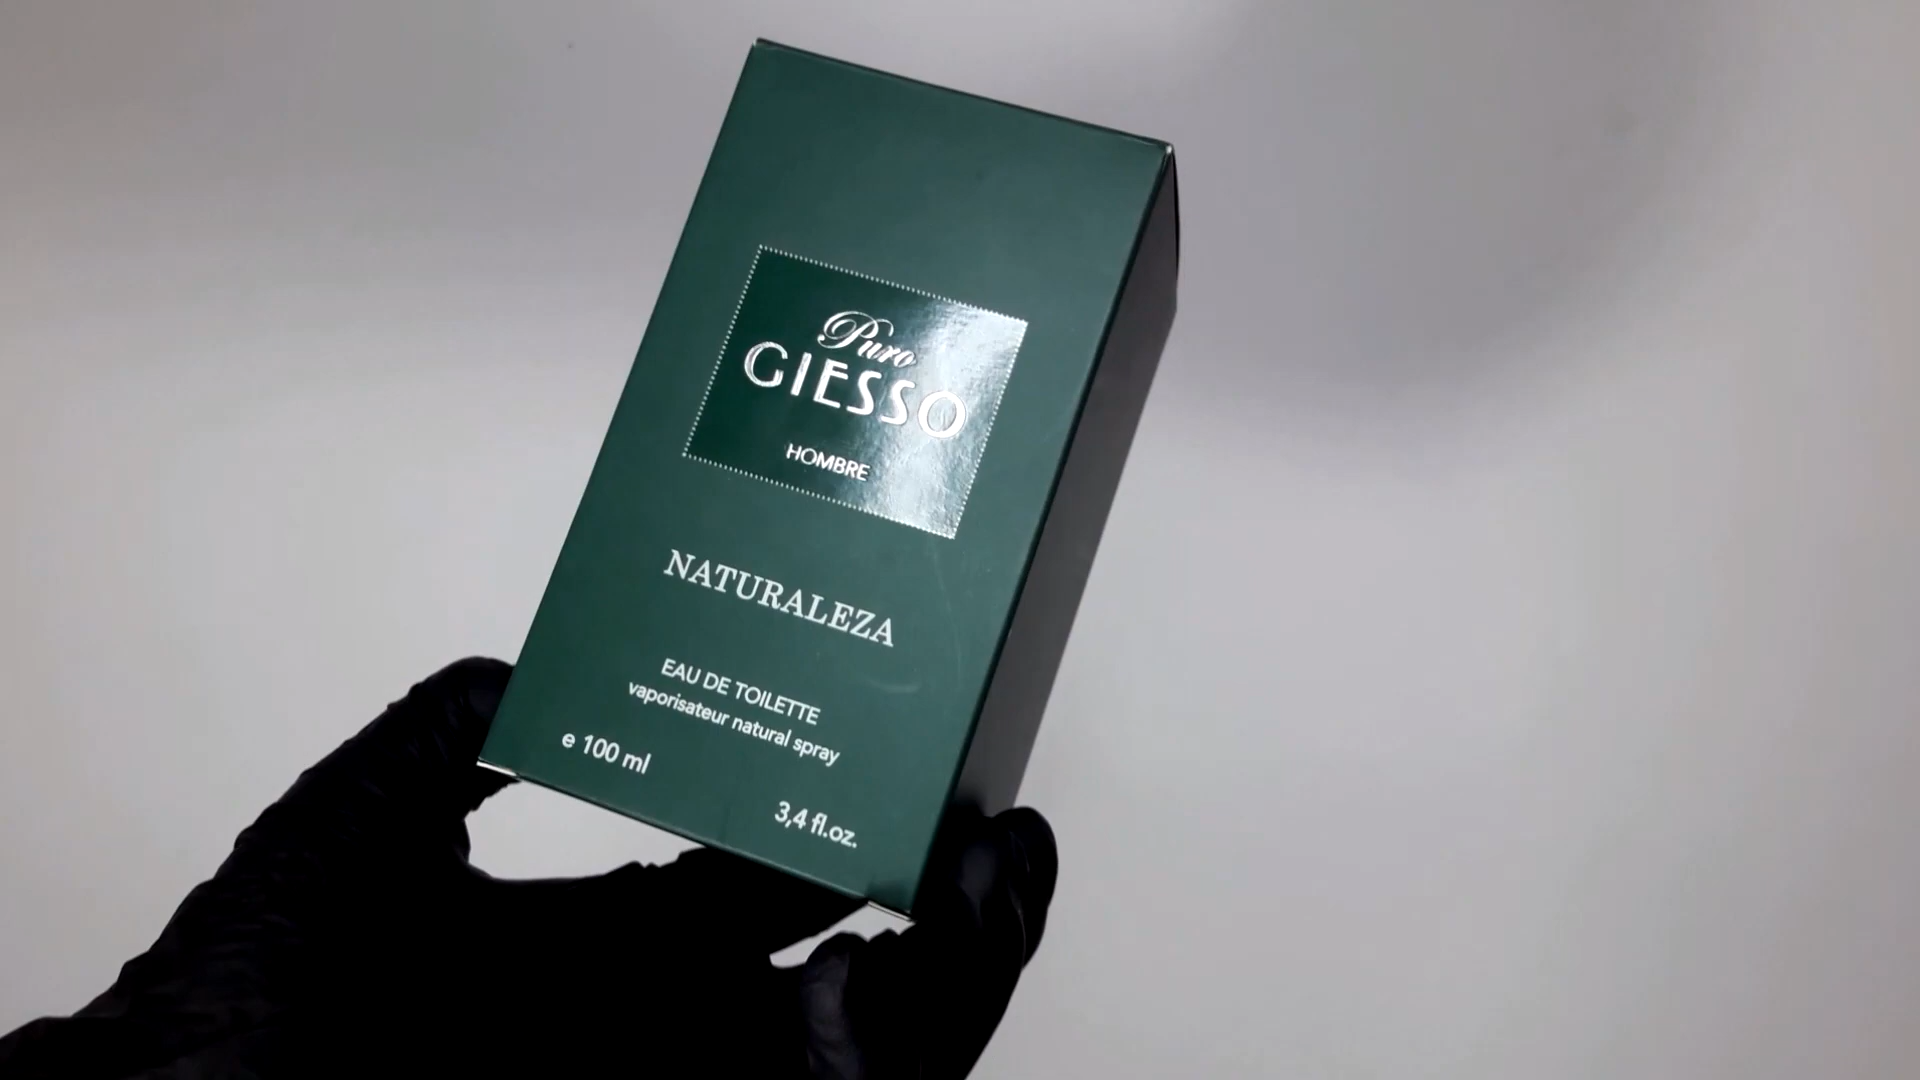 Puro
GIESSO
HOMBRE
NATURALEZA
EAU DE TOILETTE
vaporisateur natural spray
e 100 ml
3,4 fl.oz.